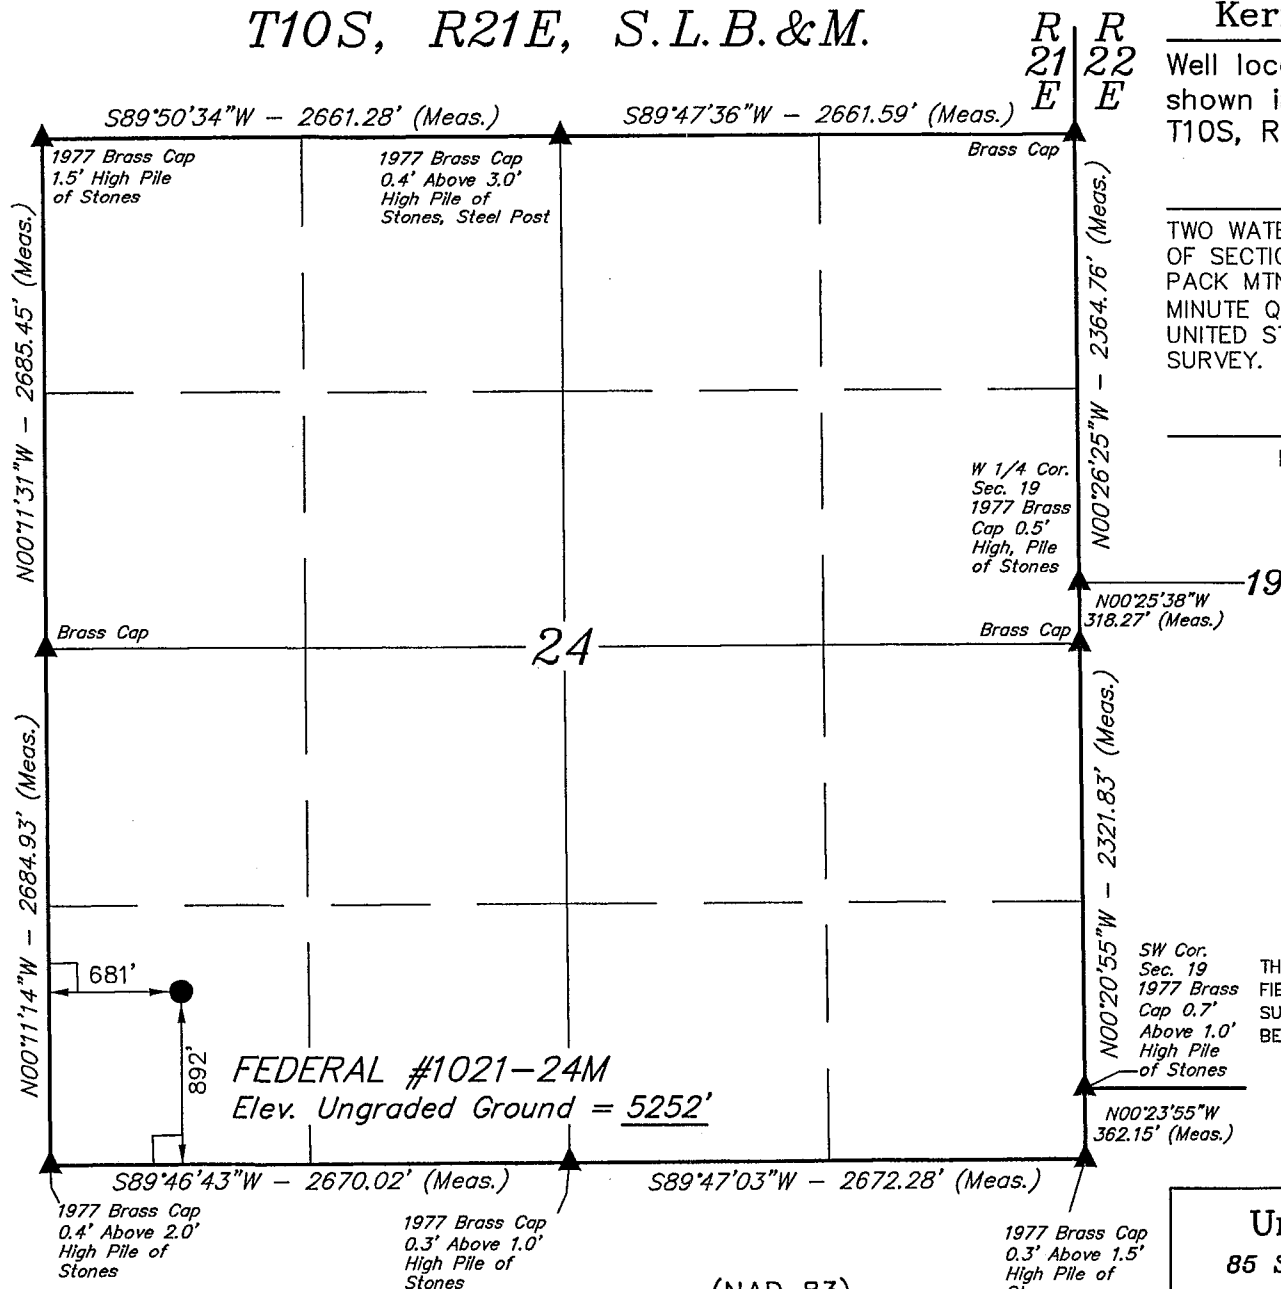 T10S, R21E, S.L.B.&M.
R R
21 22
E E
S89°50'34"W – 2661.28' (Meas.)
S89°47'36"W – 2661.59' (Meas.)
1977 Brass Cap
1.5' High Pile
of Stones
1977 Brass Cap
0.4' Above 3.0'
High Pile of
Stones, Steel Post
Brass Cap
N00°11'31"W – 2685.45' (Meas.)
N00°26'25"W – 2364.76' (Meas.)
W 1/4 Cor.
Sec. 19
1977 Brass
Cap 0.5'
High, Pile
of Stones
19
N00°25'38"W
318.27' (Meas.)
Brass Cap
24
Brass Cap
N00°11'14"W – 2684.93' (Meas.)
N00°20'55"W – 2321.83' (Meas.)
681'
892'
FEDERAL #1021–24M
Elev. Ungraded Ground = 5252'
SW Cor.
Sec. 19
1977 Brass
Cap 0.7'
Above 1.0'
High Pile
of Stones
N00°23'55"W
362.15' (Meas.)
S89°46'43"W – 2670.02' (Meas.)
S89°47'03"W – 2672.28' (Meas.)
1977 Brass Cap
0.4' Above 2.0'
High Pile of
Stones
1977 Brass Cap
0.3' Above 1.0'
High Pile of
Stones
1977 Brass Cap
0.3' Above 1.5'
High Pile of
(NAD 83)
Ker
Well loc
shown i
T10S, R
TWO WATE
OF SECTIO
PACK MTN
MINUTE Q
UNITED ST
SURVEY.
TH
FIE
SU
BE
U
85 S